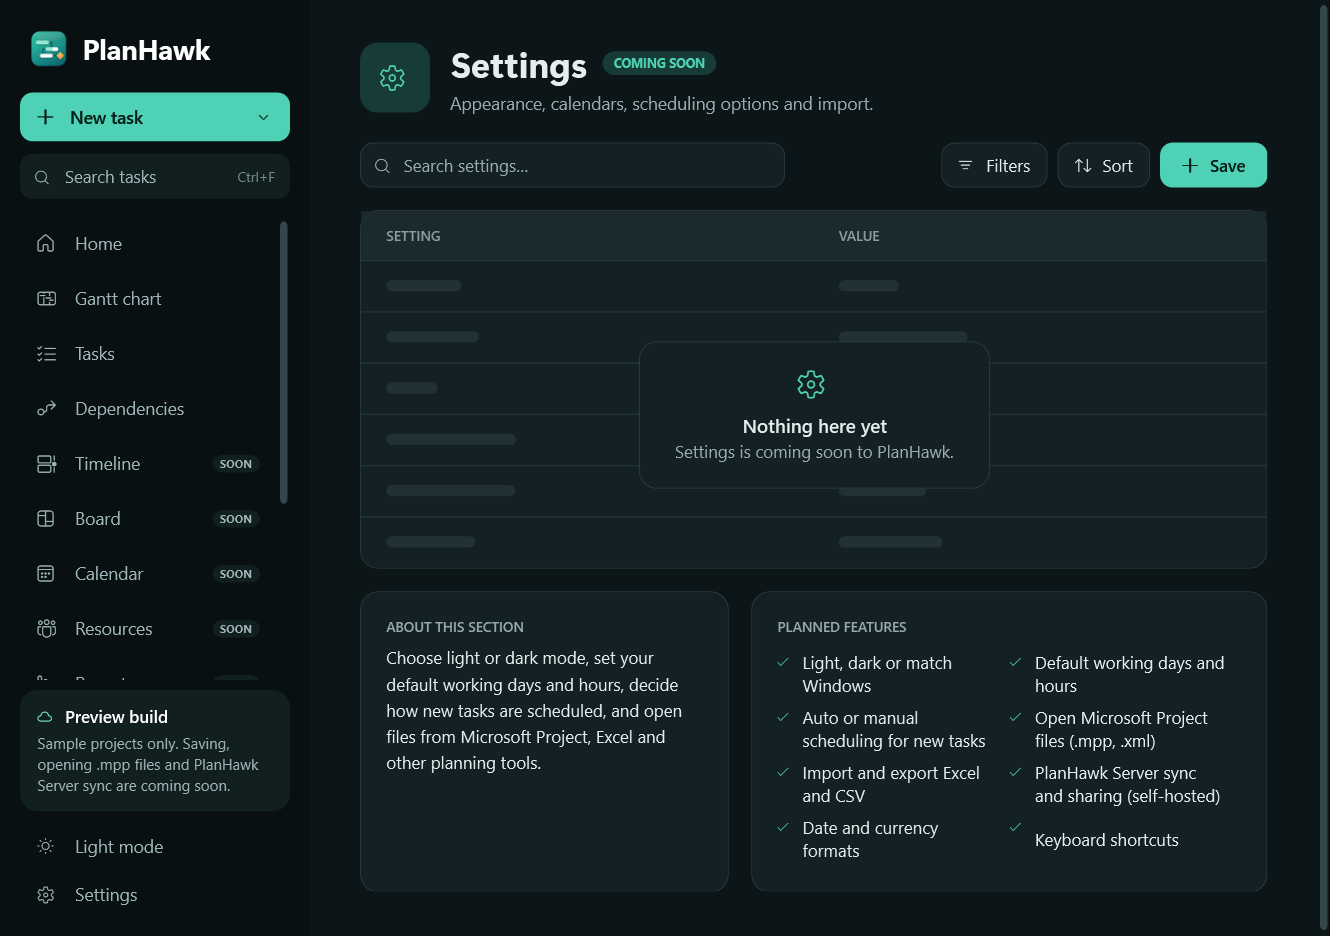 PlanHawk
New task
Search tasks Ctrl+F
Home
Gantt chart
Tasks
Dependencies
Timeline SOON
Board SOON
Calendar SOON
Resources SOON
Preview build
Sample projects only. Saving,
opening .mpp files and PlanHawk
Server sync are coming soon.
Light mode
Settings
Settings COMING SOON
Appearance, calendars, scheduling options and import.
Search settings...
Filters
Sort
Save
SETTING VALUE
Nothing here yet
Settings is coming soon to PlanHawk.
ABOUT THIS SECTION
Choose light or dark mode, set your
default working days and hours, decide
how new tasks are scheduled, and open
files from Microsoft Project, Excel and
other planning tools.
PLANNED FEATURES
Light, dark or match
Windows
Default working days and
hours
Auto or manual
scheduling for new tasks
Open Microsoft Project
files (.mpp, .xml)
Import and export Excel
and CSV
PlanHawk Server sync
and sharing (self-hosted)
Date and currency
formats
Keyboard shortcuts